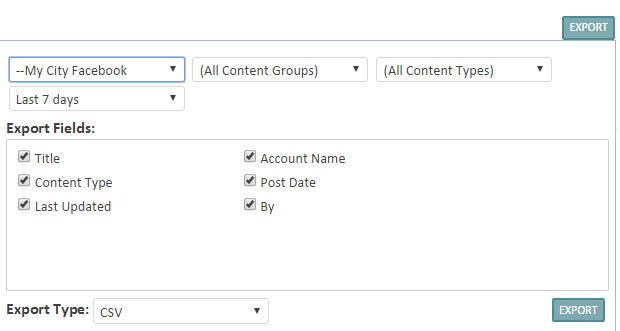 EXPORT
--My City Facebook (All Content Groups) (All Content Types)
Last 7 days
Export Fields:
Title Account Name
Content Type Post Date
Last Updated By
Export Type: CSV EXPORT